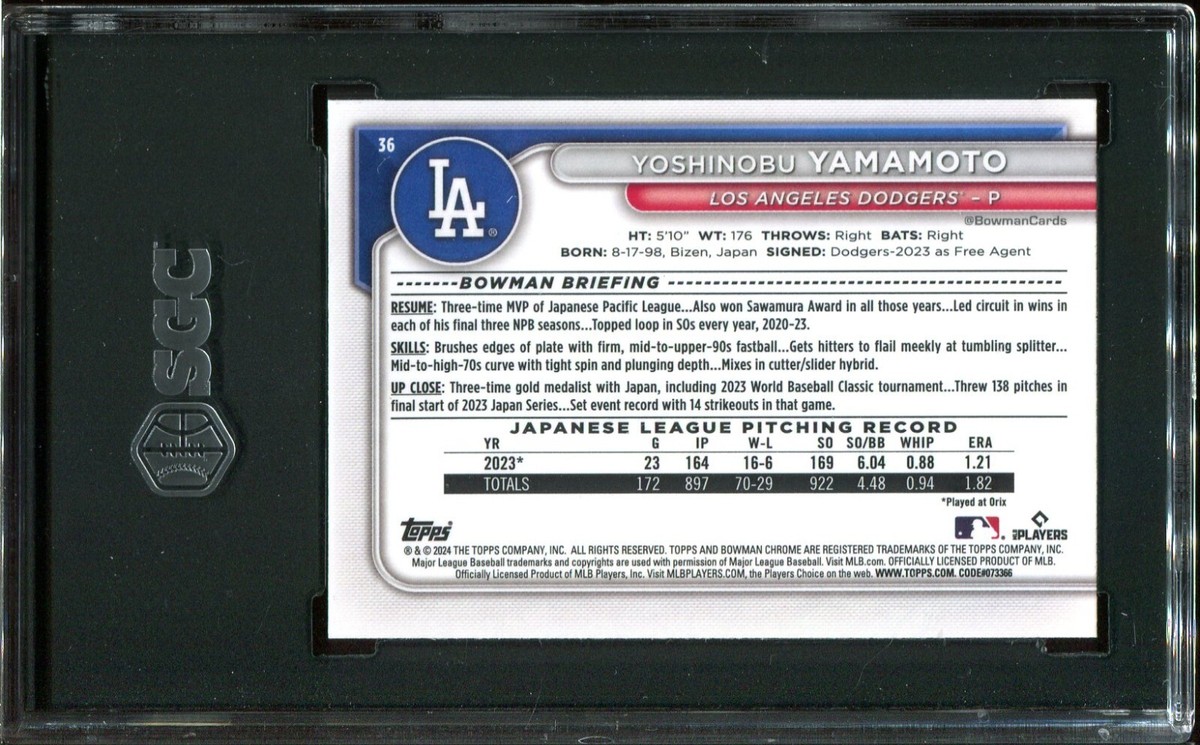 SGC
36
LA
®
YOSHINOBU YAMAMOTO
LOS ANGELES DODGERS™ – P
@BowmanCards
HT: 5'10" WT: 176 THROWS: Right BATS: Right
BORN: 8-17-98, Bizen, Japan SIGNED: Dodgers-2023 as Free Agent
-------BOWMAN BRIEFING ------------------------------------------------
RESUME: Three-time MVP of Japanese Pacific League...Also won Sawamura Award in all those years...Led circuit in wins in
each of his final three NPB seasons...Topped loop in SOs every year, 2020-23.
SKILLS: Brushes edges of plate with firm, mid-to-upper-90s fastball...Gets hitters to flail meekly at tumbling splitter...
Mid-to-high-70s curve with tight spin and plunging depth...Mixes in cutter/slider hybrid.
UP CLOSE: Three-time gold medalist with Japan, including 2023 World Baseball Classic tournament...Threw 138 pitches in
final start of 2023 Japan Series...Set event record with 14 strikeouts in that game.
JAPANESE LEAGUE PITCHING RECORD
YR G IP W-L SO SO/BB WHIP ERA
2023* 23 164 16-6 169 6.04 0.88 1.21
TOTALS 172 897 70-29 922 4.48 0.94 1.82
*Played at Orix
Topps MLB PLAYERS
® & © 2024 THE TOPPS COMPANY, INC. ALL RIGHTS RESERVED. TOPPS AND BOWMAN CHROME ARE REGISTERED TRADEMARKS OF THE TOPPS COMPANY, INC.
Major League Baseball trademarks and copyrights are used with permission of Major League Baseball. Visit MLB.com. OFFICIALLY LICENSED PRODUCT OF MLB.
Officially Licensed Product of MLB Players, Inc. Visit MLBPLAYERS.COM, the Players Choice on the web. WWW.TOPPS.COM. CODE#073366